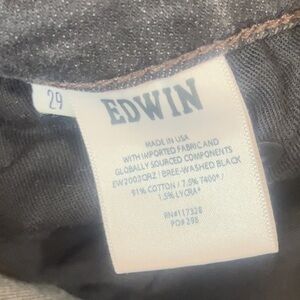 29
EDWIN
MADE IN USA
WITH IMPORTED FABRIC AND
GLOBALLY SOURCED COMPONENTS
EW2003QRZ / BREE-WASHED BLACK
91% COTTON / 7.5% T400® /
1.5% LYCRA®
RN#117328
PO#298